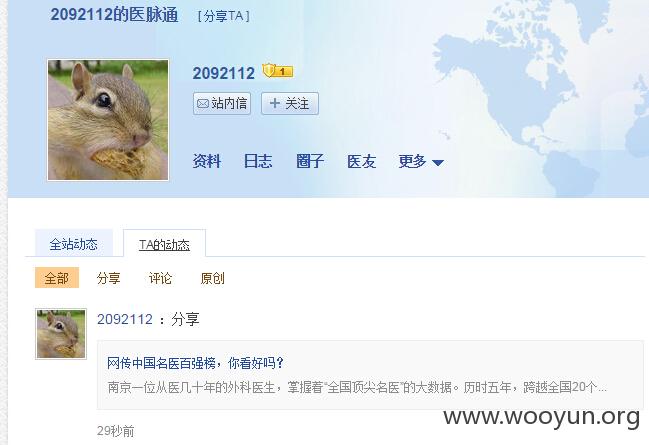 2092112的医脉通 [分享TA]
2092112 1
站内信 + 关注
资料 日志 圈子 医友 更多
全站动态 TA的动态
全部 分享 评论 原创
2092112 ：分享
网传中国名医百强榜，你看好吗？
南京一位从医几十年的外科医生，掌握着“全国顶尖名医”的大数据。历时五年，跨越全国20个...
www.wooyun.org
29秒前